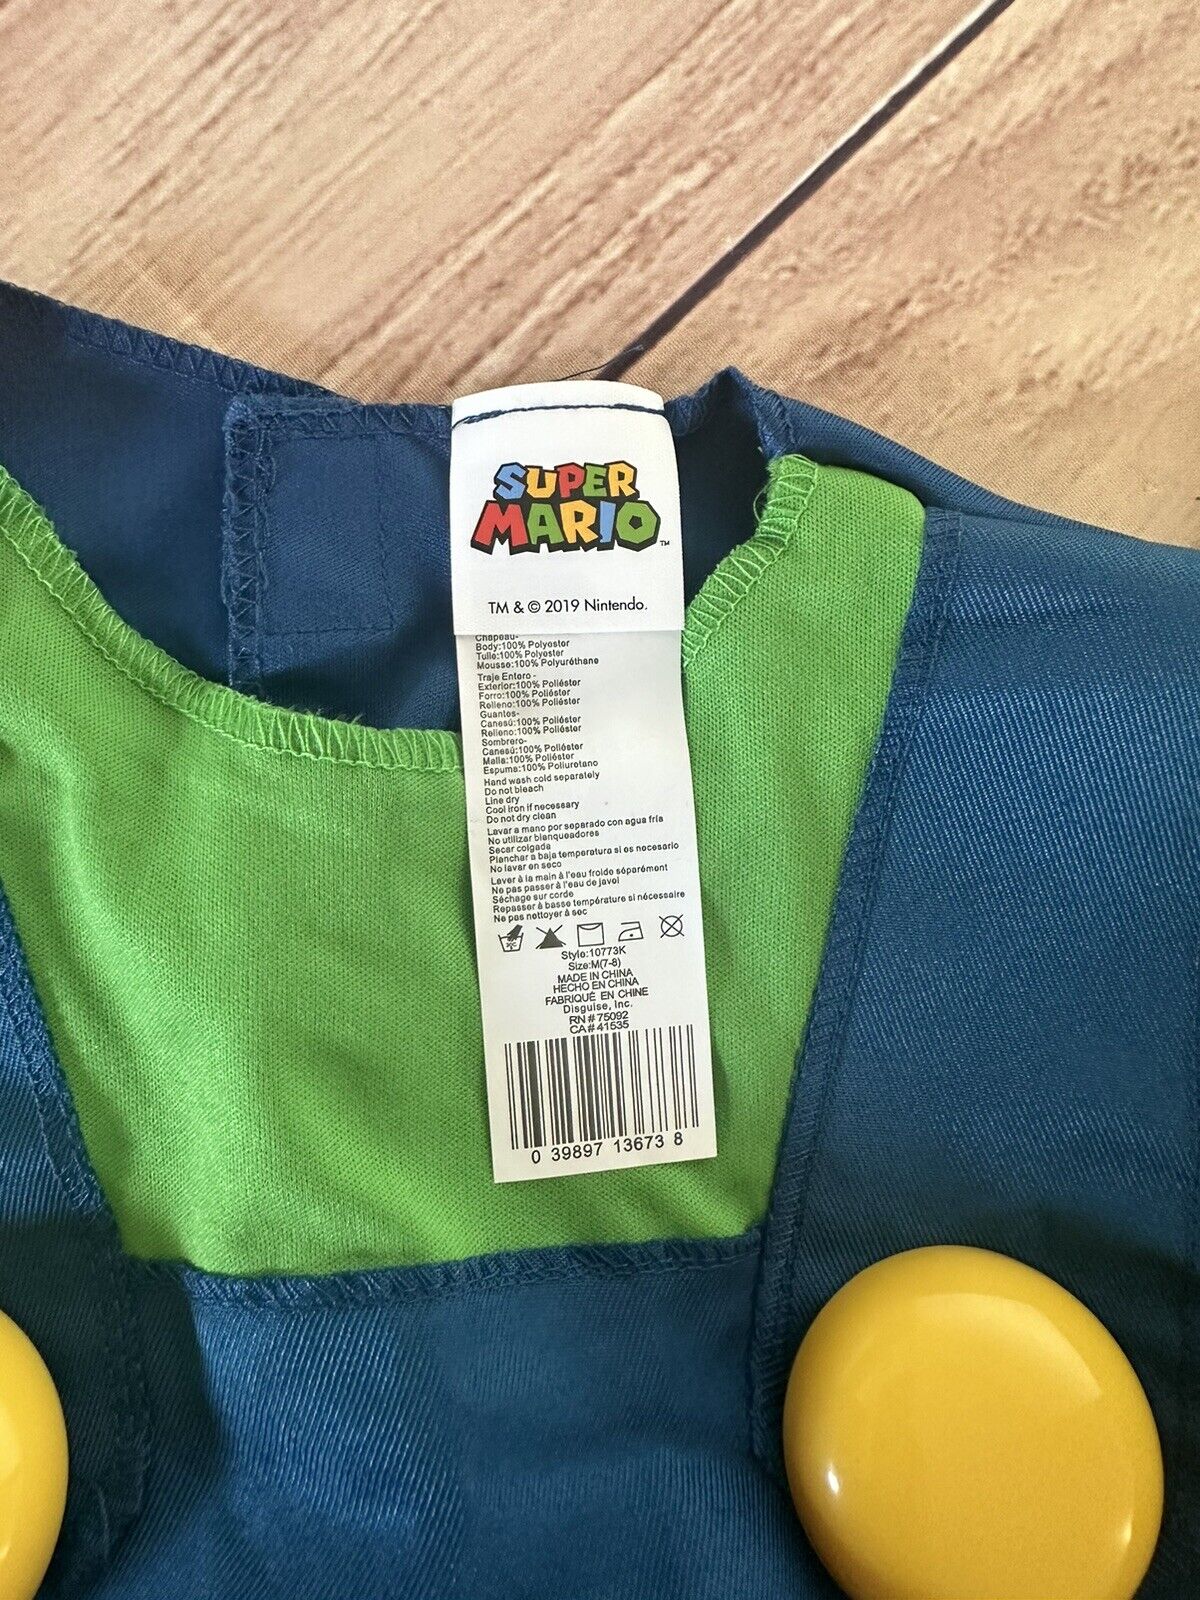 SUPER
MARIO™
TM & © 2019 Nintendo.
Chapeau-
Body:100% Polyester
Tulle:100% Polyester
Mousse:100% Polyuréthane
Traje Entero -
Exterior:100% Poliéster
Forro:100% Poliéster
Relleno:100% Poliéster
Guantes-
Canesú:100% Poliéster
Relleno:100% Poliéster
Sombrero-
Canesú:100% Poliéster
Malla:100% Poliéster
Espuma:100% Poliuretano
Hand wash cold separately
Do not bleach
Line dry
Cool iron if necessary
Do not dry clean
Lavar a mano por separado con agua fría
No utilizar blanqueadores
Secar colgada
Planchar a baja temperatura si es necesario
No lavar en seco
Laver à la main à l'eau froide séparément
Ne pas passer à l'eau de javel
Séchage sur corde
Repasser à basse température si nécessaire
Ne pas nettoyer à sec
30C
Style:10773K
Size:M(7-8)
MADE IN CHINA
HECHO EN CHINA
FABRIQUÉ EN CHINE
Disguise, Inc.
RN # 75092
CA # 41535
0 39897 13673 8